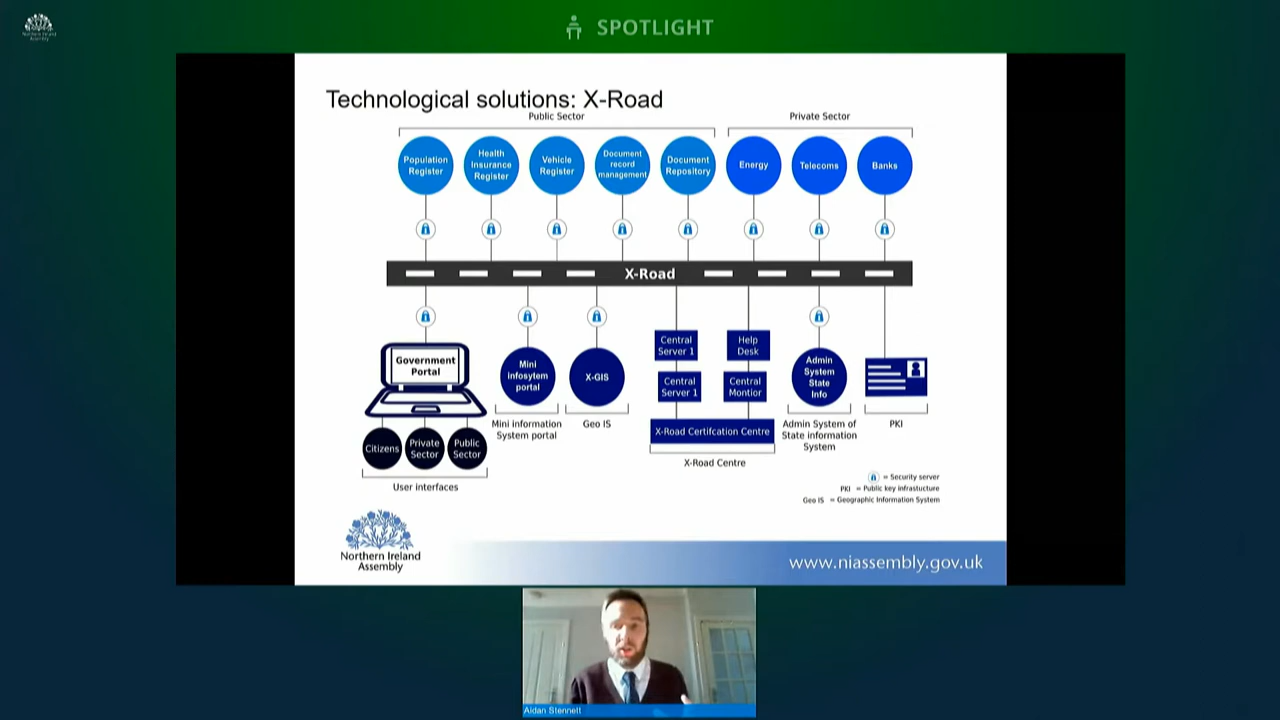 Northern Ireland
Assembly
SPOTLIGHT
Technological solutions: X-Road
Public Sector
Private Sector
Population
Register
Health
Insurance
Register
Vehicle
Register
Document
record
management
Document
Repository
Energy
Telecoms
Banks
X-Road
Government
Portal
Mini
infosytem
portal
X-GIS
Central
Server 1
Help
Desk
Central
Server 1
Central
Montior
X-Road Certifcation Centre
X-Road Centre
Admin
System
State
Info
Mini information
System portal
Geo IS
Admin System of
State information
System
PKI
Citizens
Private
Sector
Public
Sector
User interfaces
= Security server
PKI = Public key infrastucture
Geo IS = Geographic Information System
Northern Ireland
Assembly
www.niassembly.gov.uk
Aidan Stennett